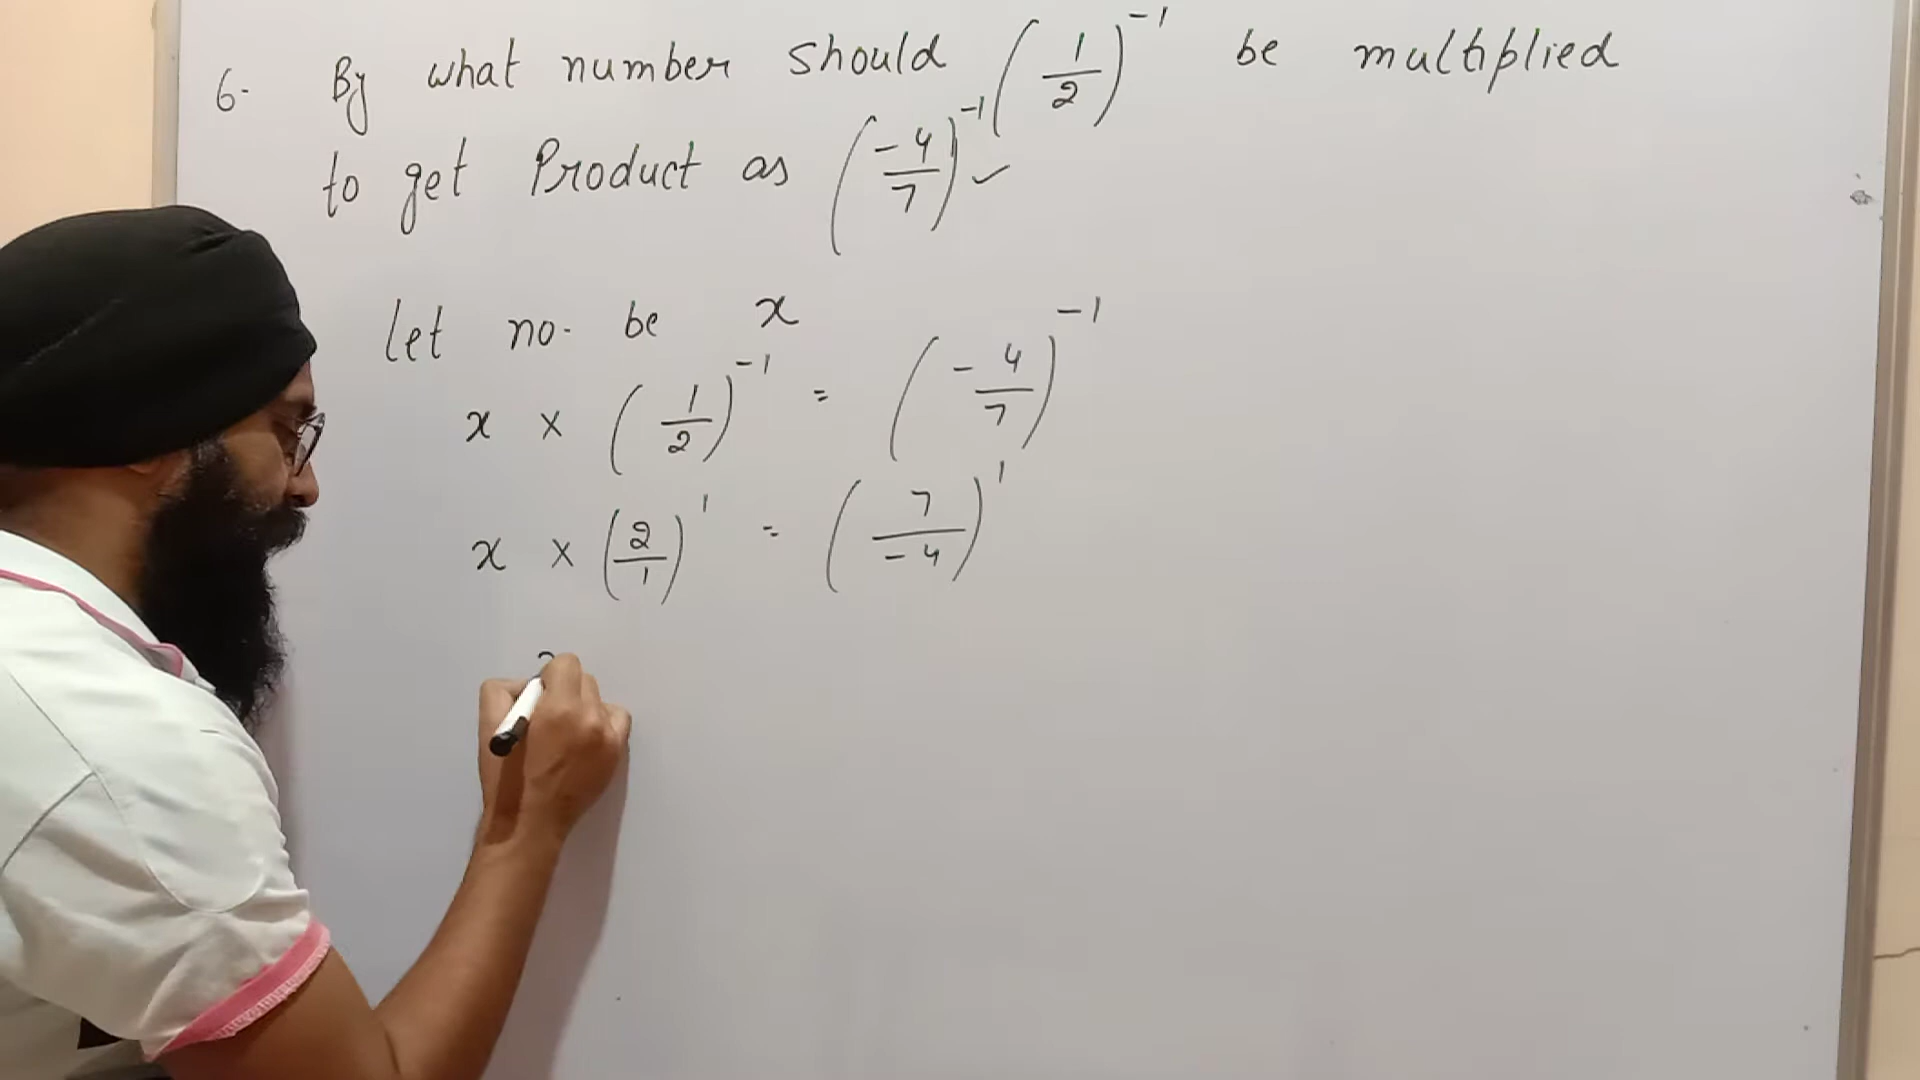 6. By what number should (1/2)^-1 be multiplied
to get Product as (-4/7)^-1 ✓
Let no. be x
x × (1/2)^-1 = (-4/7)^-1
x × (2/1)^1 = (7/-4)^1